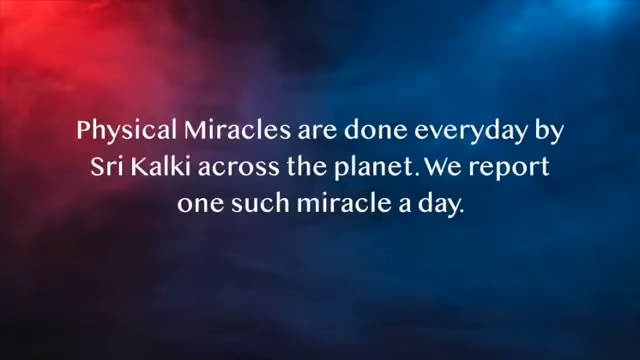 Physical Miracles are done everyday by
Sri Kalki across the planet. We report
one such miracle a day.